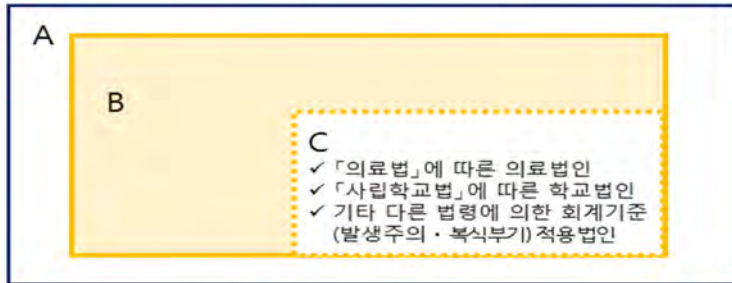 A
B
C
✓ 「의료법」에 따른 의료법인
✓ 「사립학교법」에 따른 학교법인
✓ 기타 다른 법령에 의한 회계기준
(발생주의・복식부기) 적용법인